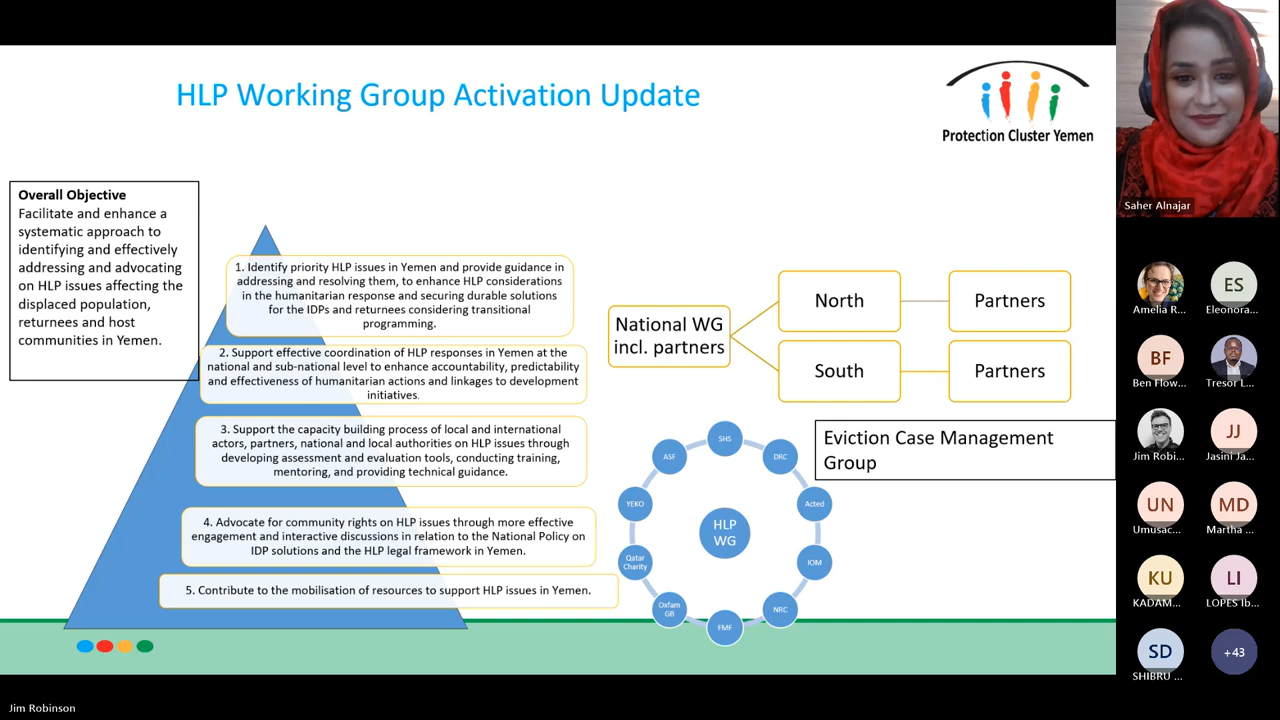 HLP Working Group Activation Update
Protection Cluster Yemen
Overall Objective
Facilitate and enhance a
systematic approach to
identifying and effectively
addressing and advocating
on HLP issues affecting the
displaced population,
returnees and host
communities in Yemen.
1. Identify priority HLP issues in Yemen and provide guidance in
addressing and resolving them, to enhance HLP considerations
in the humanitarian response and securing durable solutions
for the IDPs and returnees considering transitional
programming.
2. Support effective coordination of HLP responses in Yemen at the
national and sub-national level to enhance accountability, predictability
and effectiveness of humanitarian actions and linkages to development
initiatives.
3. Support the capacity building process of local and international
actors, partners, national and local authorities on HLP issues through
developing assessment and evaluation tools, conducting training,
mentoring, and providing technical guidance.
4. Advocate for community rights on HLP issues through more effective
engagement and interactive discussions in relation to the National Policy on
IDP solutions and the HLP legal framework in Yemen.
5. Contribute to the mobilisation of resources to support HLP issues in Yemen.
National WG
incl. partners
North
Partners
South
Partners
Eviction Case Management
Group
HLP
WG
SHS
DRC
Acted
IOM
NRC
FMF
Oxfam
GB
Qatar
Charity
YEKO
ASF
Saher Alnajar
Amelia R...
ES
Eleonora...
BF
Ben Flow...
Tresor L...
Jim Robi...
JJ
Jasini Ja...
UN
Umusac...
MD
Martha ...
KU
KADAM...
LI
LOPES Ib...
SD
SHIBRU ...
+43
Jim Robinson